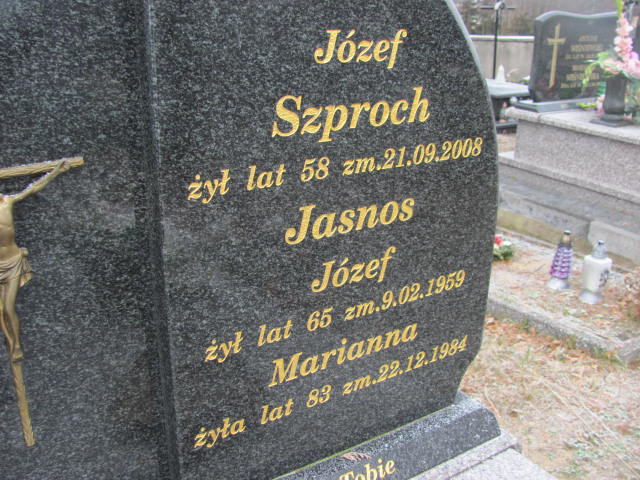 Józef
Szproch
żył lat 58 zm.21.09.2008
Jasnos
Józef
żył lat 65 zm.9.02.1959
Marianna
żyła lat 83 zm.22.12.1984
Tobie